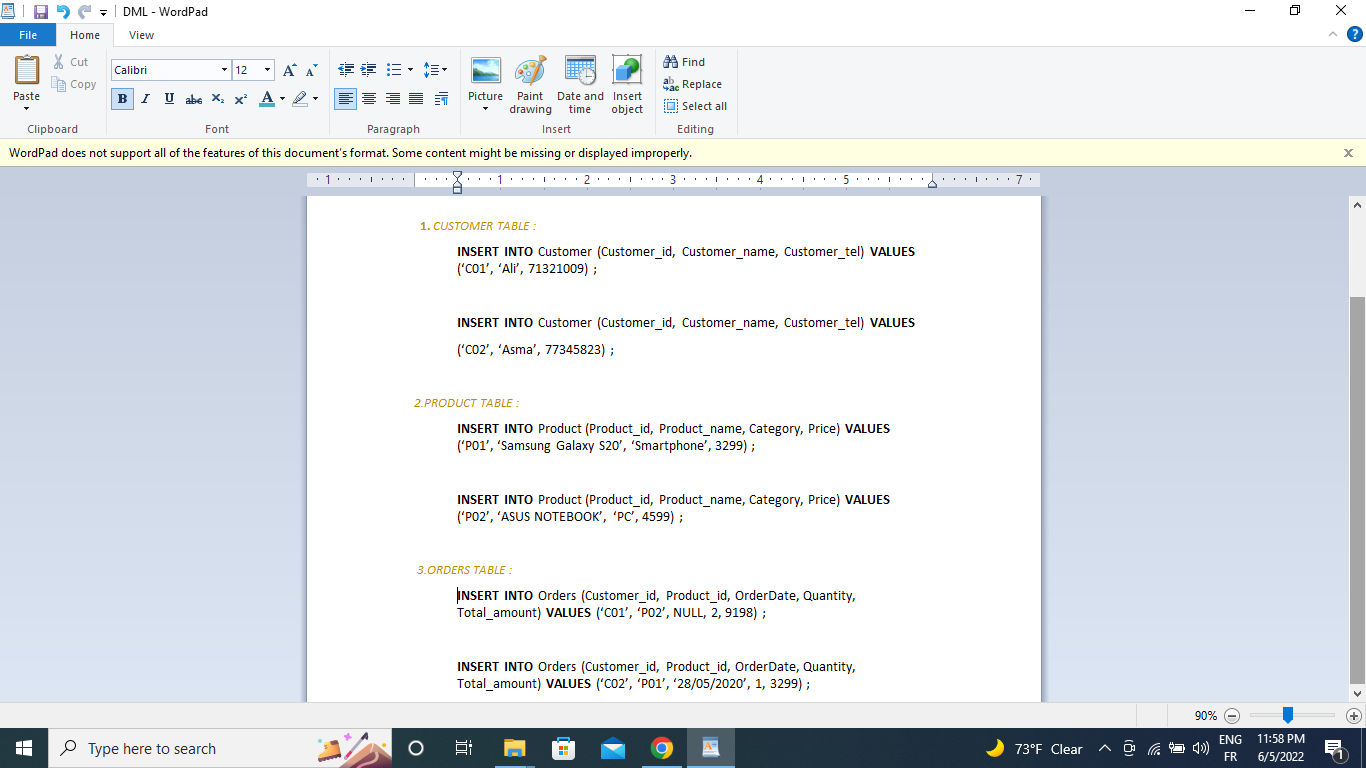 DML - WordPad
File Home View
Paste
Cut
Copy
Clipboard
Calibri 12
B I U abc X₂ X² A
Font
Paragraph
Picture
Paint drawing
Date and time
Insert object
Insert
Find
Replace
Select all
Editing
WordPad does not support all of the features of this document's format. Some content might be missing or displayed improperly.
1 1 2 3 4 5 7
1. CUSTOMER TABLE :
INSERT INTO Customer (Customer_id, Customer_name, Customer_tel) VALUES
(‘C01’, ‘Ali’, 71321009) ;
INSERT INTO Customer (Customer_id, Customer_name, Customer_tel) VALUES
(‘C02’, ‘Asma’, 77345823) ;
2.PRODUCT TABLE :
INSERT INTO Product (Product_id, Product_name, Category, Price) VALUES
(‘P01’, ‘Samsung Galaxy S20’, ‘Smartphone’, 3299) ;
INSERT INTO Product (Product_id, Product_name, Category, Price) VALUES
(‘P02’, ‘ASUS NOTEBOOK’, ‘PC’, 4599) ;
3.ORDERS TABLE :
INSERT INTO Orders (Customer_id, Product_id, OrderDate, Quantity,
Total_amount) VALUES (‘C01’, ‘P02’, NULL, 2, 9198) ;
INSERT INTO Orders (Customer_id, Product_id, OrderDate, Quantity,
Total_amount) VALUES (‘C02’, ‘P01’, ‘28/05/2020’, 1, 3299) ;
90%
Type here to search
73°F Clear
ENG
FR
11:58 PM
6/5/2022
1